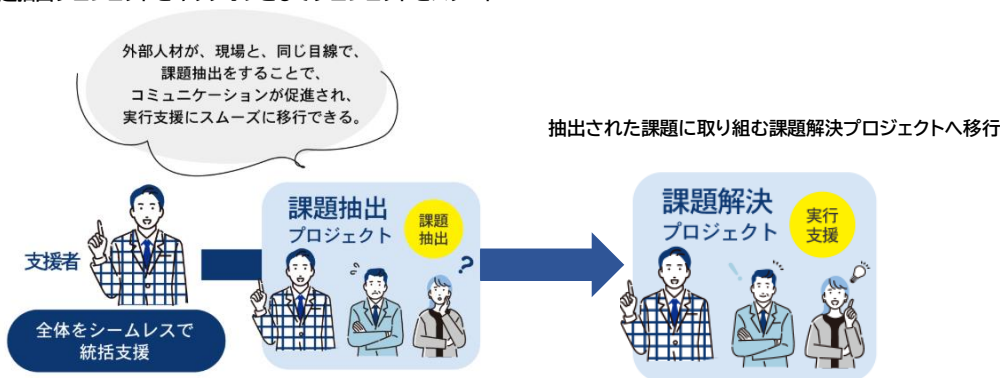 外部人材が、現場と、同じ目線で、
課題抽出をすることで、
コミュニケーションが促進され、
実行支援にスムーズに移行できる。
抽出された課題に取り組む課題解決プロジェクトへ移行
支援者
全体をシームレスで
統括支援
課題抽出
プロジェクト
課題
抽出
?
課題解決
プロジェクト
実行
支援